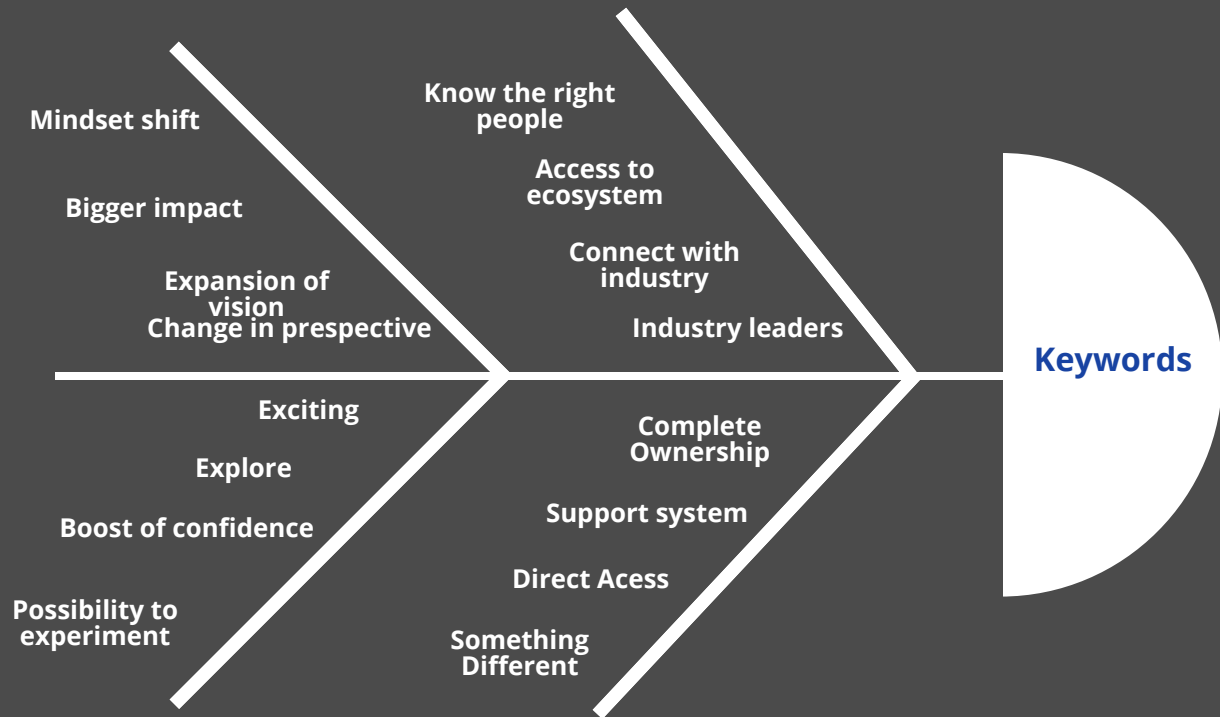 Mindset shift
Bigger impact
Expansion of
vision
Change in prespective
Know the right
people
Access to
ecosystem
Connect with
industry
Industry leaders
Keywords
Exciting
Explore
Boost of confidence
Possibility to
experiment
Complete
Ownership
Support system
Direct Acess
Something
Different